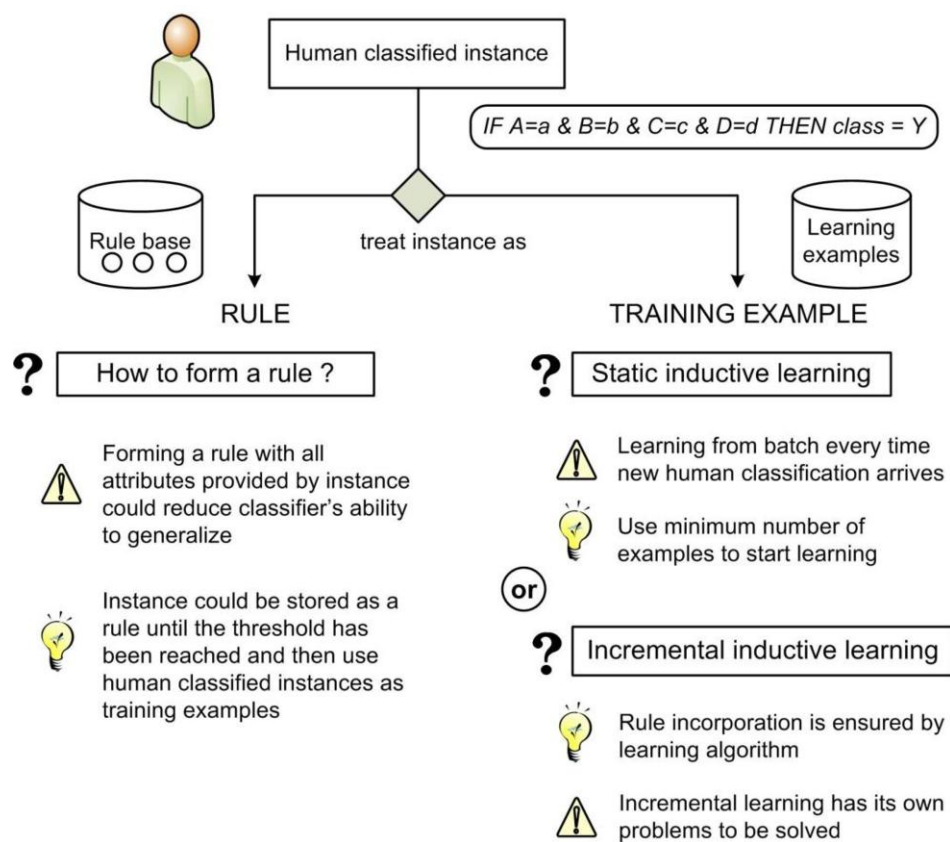 Human classified instance
IF A=a & B=b & C=c & D=d THEN class = Y
Rule base
treat instance as
Learning
examples
RULE
TRAINING EXAMPLE
? How to form a rule ?
Forming a rule with all
attributes provided by instance
could reduce classifier's ability
to generalize
Instance could be stored as a
rule until the threshold has
been reached and then use
human classified instances as
training examples
? Static inductive learning
Learning from batch every time
new human classification arrives
Use minimum number of
examples to start learning
or
? Incremental inductive learning
Rule incorporation is ensured by
learning algorithm
Incremental learning has its own
problems to be solved